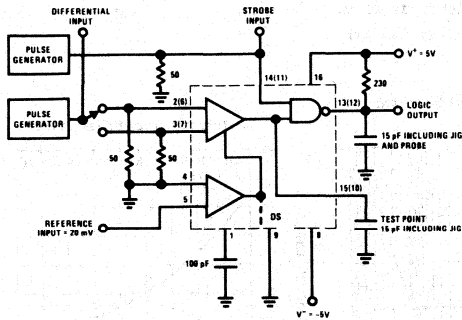 DIFFERENTIAL
INPUT
STROBE
INPUT
PULSE
GENERATOR
50
14(11)
16
V+ = 5V
230
13(12)
LOGIC
OUTPUT
PULSE
GENERATOR
2(6)
3(7)
15 pF INCLUDING JIG
AND PROBE
50
50
4
15(10)
5
REFERENCE
INPUT = 20 mV
DS
TEST POINT
15 pF INCLUDING JIG
1
9
8
100 pF
V− = −5V